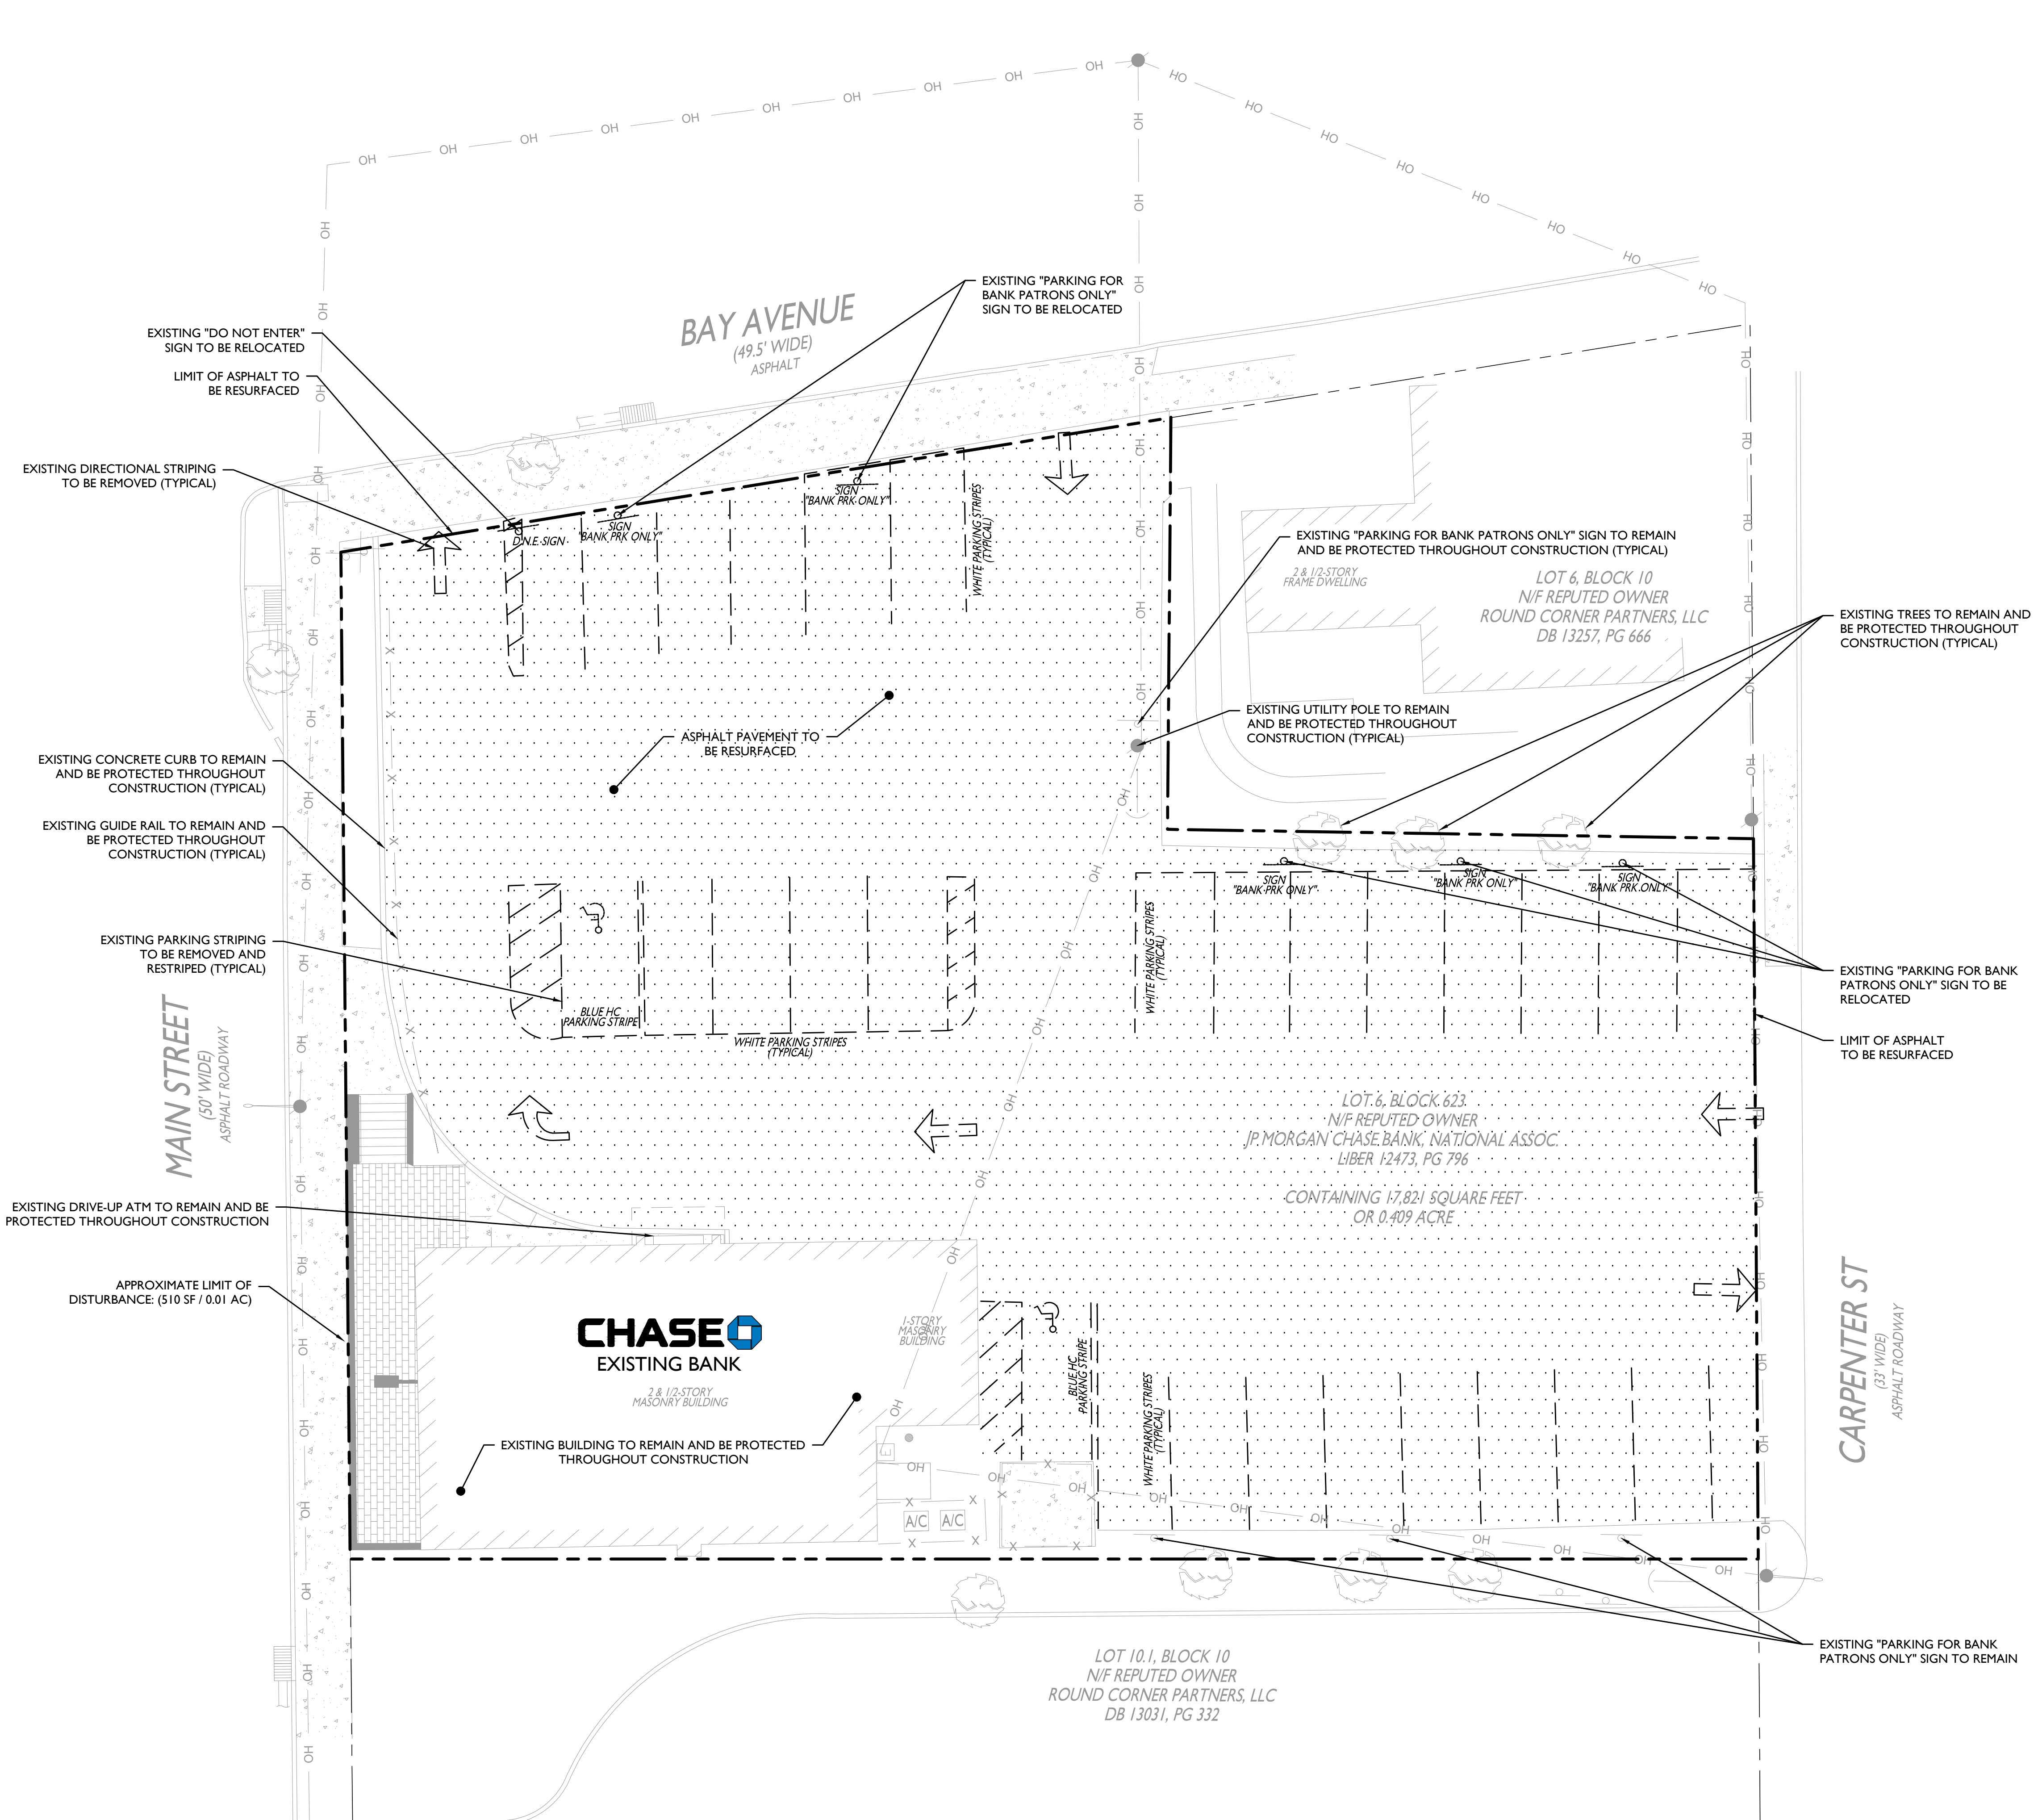 EXISTING "PARKING FOR
BANK PATRONS ONLY"
SIGN TO BE RELOCATED
BAY AVENUE
(49.5' WIDE)
ASPHALT
EXISTING "DO NOT ENTER"
SIGN TO BE RELOCATED
LIMIT OF ASPHALT TO
BE RESURFACED
EXISTING DIRECTIONAL STRIPING
TO BE REMOVED (TYPICAL)
D.N.E. SIGN
SIGN
"BANK PRK ONLY"
SIGN
"BANK PRK ONLY"
WHITE PARKING STRIPES
(TYPICAL)
EXISTING "PARKING FOR BANK PATRONS ONLY" SIGN TO REMAIN
AND BE PROTECTED THROUGHOUT CONSTRUCTION (TYPICAL)
2 & 1/2-STORY
FRAME DWELLING
LOT 6, BLOCK 10
N/F REPUTED OWNER
ROUND CORNER PARTNERS, LLC
DB 13257, PG 666
EXISTING TREES TO REMAIN AND
BE PROTECTED THROUGHOUT
CONSTRUCTION (TYPICAL)
EXISTING UTILITY POLE TO REMAIN
AND BE PROTECTED THROUGHOUT
CONSTRUCTION (TYPICAL)
ASPHALT PAVEMENT TO
BE RESURFACED
EXISTING CONCRETE CURB TO REMAIN
AND BE PROTECTED THROUGHOUT
CONSTRUCTION (TYPICAL)
EXISTING GUIDE RAIL TO REMAIN AND
BE PROTECTED THROUGHOUT
CONSTRUCTION (TYPICAL)
SIGN
"BANK PRK ONLY"
SIGN
"BANK PRK ONLY"
SIGN
"BANK PRK ONLY"
EXISTING PARKING STRIPING
TO BE REMOVED AND
RESTRIPED (TYPICAL)
BLUE HC
PARKING STRIPE
WHITE PARKING STRIPES
(TYPICAL)
WHITE PARKING STRIPES
(TYPICAL)
EXISTING "PARKING FOR BANK
PATRONS ONLY" SIGN TO BE
RELOCATED
LIMIT OF ASPHALT
TO BE RESURFACED
MAIN STREET
(50' WIDE)
ASPHALT ROADWAY
LOT 6, BLOCK 623
N/F REPUTED OWNER
JP MORGAN CHASE BANK, NATIONAL ASSOC.
LIBER 12473, PG 796
CONTAINING 17,821 SQUARE FEET
OR 0.409 ACRE
EXISTING DRIVE-UP ATM TO REMAIN AND BE
PROTECTED THROUGHOUT CONSTRUCTION
APPROXIMATE LIMIT OF
DISTURBANCE: (510 SF / 0.01 AC)
CHASE
EXISTING BANK
2 & 1/2-STORY
MASONRY BUILDING
1-STORY
MASONRY
BUILDING
BLUE HC
PARKING STRIPE
WHITE PARKING STRIPES
(TYPICAL)
CARPENTER ST
(33' WIDE)
ASPHALT ROADWAY
EXISTING BUILDING TO REMAIN AND BE PROTECTED
THROUGHOUT CONSTRUCTION
E
A/C
A/C
EXISTING "PARKING FOR BANK
PATRONS ONLY" SIGN TO REMAIN
LOT 10.1, BLOCK 10
N/F REPUTED OWNER
ROUND CORNER PARTNERS, LLC
DB 13031, PG 332